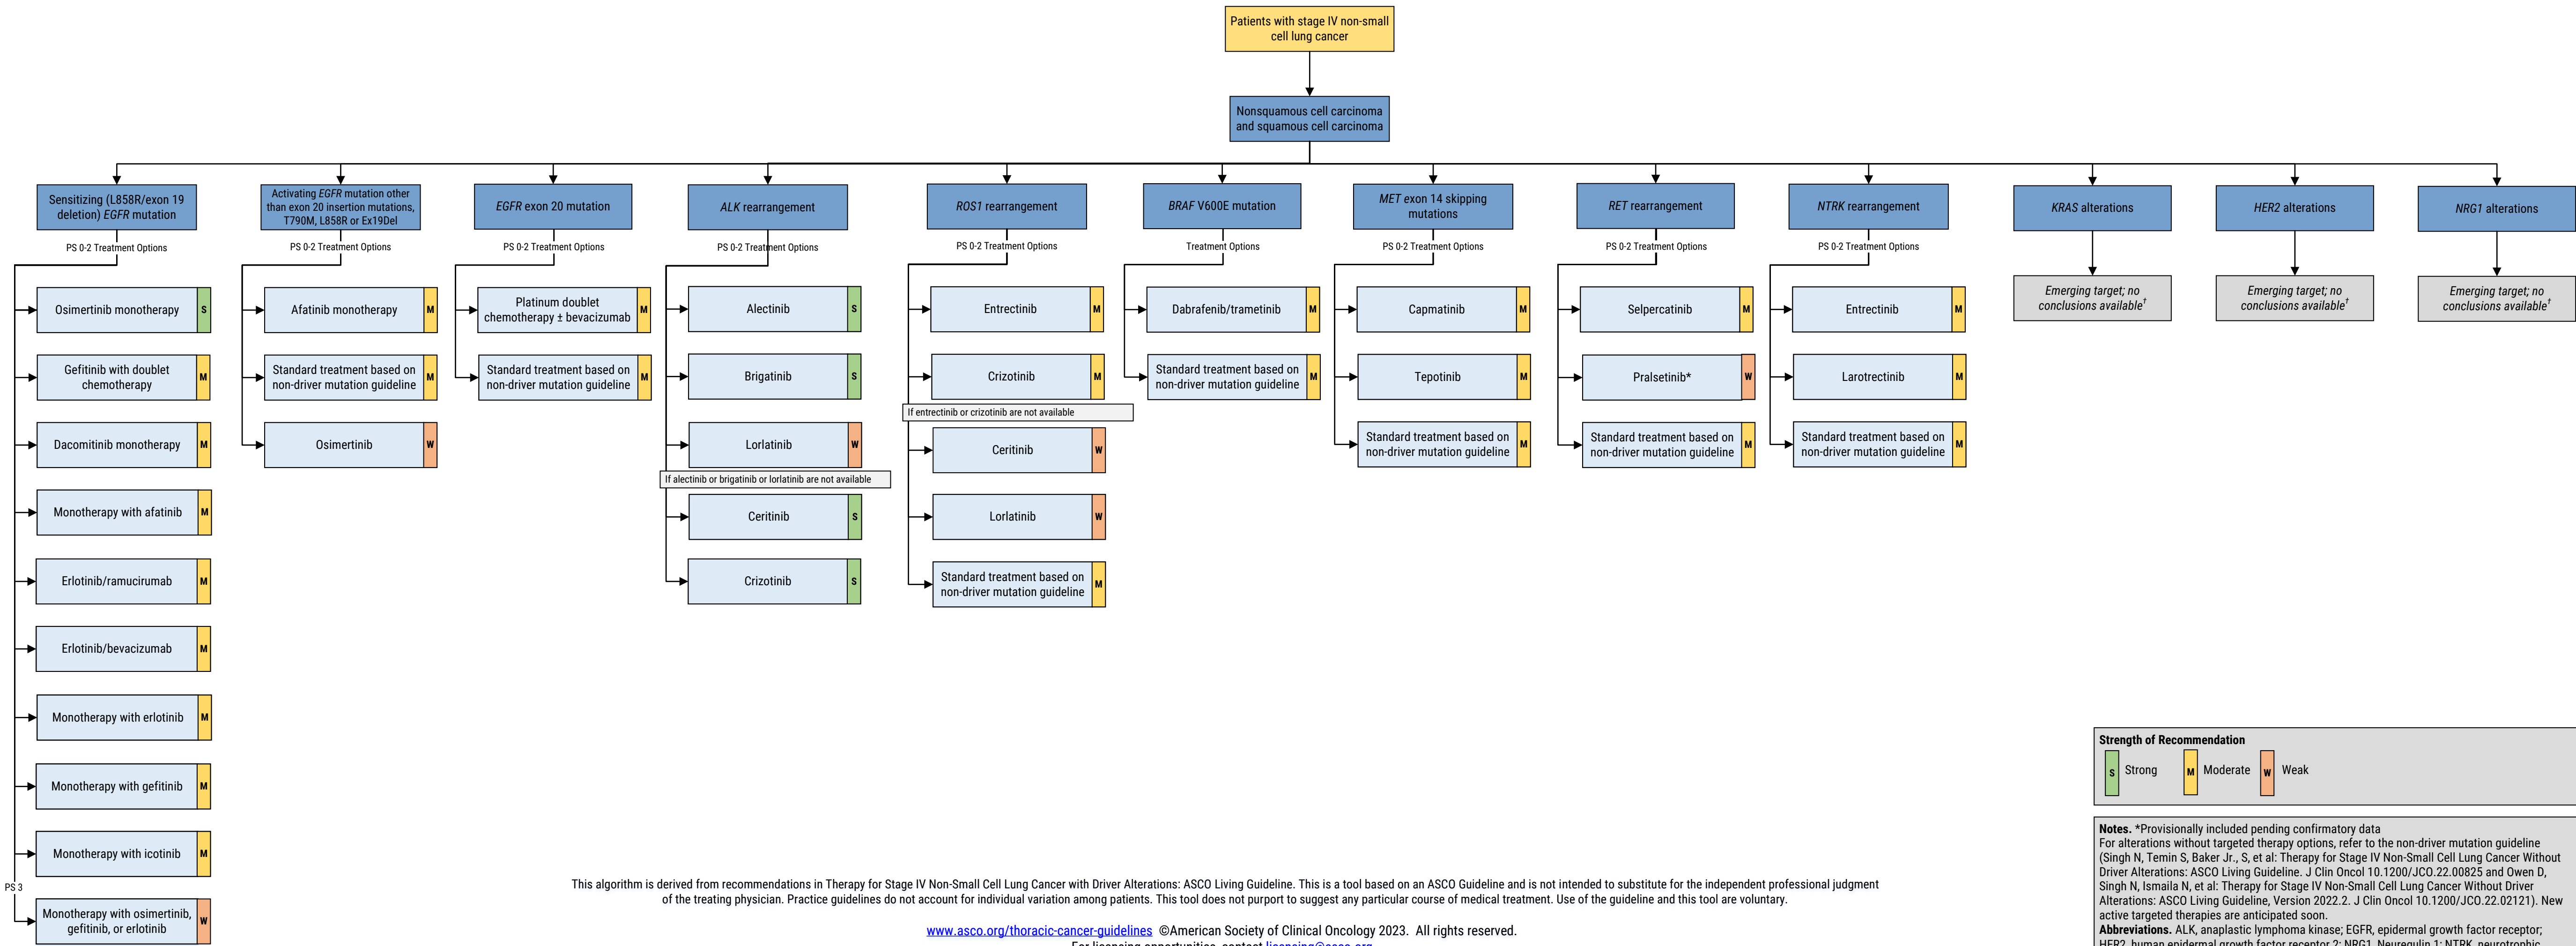 Patients with stage IV non-small
cell lung cancer
Nonsquamous cell carcinoma
and squamous cell carcinoma
Sensitizing (L858R/exon 19
deletion) EGFR mutation
PS 0-2 Treatment Options
Osimertinib monotherapy
S
Gefitinib with doublet
chemotherapy
M
Dacomitinib monotherapy
M
Monotherapy with afatinib
M
Erlotinib/ramucirumab
M
Erlotinib/bevacizumab
M
Monotherapy with erlotinib
M
Monotherapy with gefitinib
M
Monotherapy with icotinib
M
PS 3
Monotherapy with osimertinib,
gefitinib, or erlotinib
W
Activating EGFR mutation other
than exon 20 insertion mutations,
T790M, L858R or Ex19Del
PS 0-2 Treatment Options
Afatinib monotherapy
M
Standard treatment based on
non-driver mutation guideline
M
Osimertinib
W
EGFR exon 20 mutation
PS 0-2 Treatment Options
Platinum doublet
chemotherapy ± bevacizumab
M
Standard treatment based on
non-driver mutation guideline
M
ALK rearrangement
PS 0-2 Treatment Options
Alectinib
S
Brigatinib
S
Lorlatinib
W
If alectinib or brigatinib or lorlatinib are not available
Ceritinib
S
Crizotinib
S
ROS1 rearrangement
PS 0-2 Treatment Options
Entrectinib
M
Crizotinib
M
If entrectinib or crizotinib are not available
Ceritinib
W
Lorlatinib
W
Standard treatment based on
non-driver mutation guideline
M
BRAF V600E mutation
Treatment Options
Dabrafenib/trametinib
M
Standard treatment based on
non-driver mutation guideline
M
MET exon 14 skipping
mutations
PS 0-2 Treatment Options
Capmatinib
M
Tepotinib
M
Standard treatment based on
non-driver mutation guideline
M
RET rearrangement
PS 0-2 Treatment Options
Selpercatinib
M
Pralsetinib*
W
Standard treatment based on
non-driver mutation guideline
M
NTRK rearrangement
PS 0-2 Treatment Options
Entrectinib
M
Larotrectinib
M
Standard treatment based on
non-driver mutation guideline
M
KRAS alterations
Emerging target; no
conclusions available†
HER2 alterations
Emerging target; no
conclusions available†
NRG1 alterations
Emerging target; no
conclusions available†
Strength of Recommendation
S Strong M Moderate W Weak
Notes. *Provisionally included pending confirmatory data
For alterations without targeted therapy options, refer to the non-driver mutation guideline
(Singh N, Temin S, Baker Jr., S, et al: Therapy for Stage IV Non-Small Cell Lung Cancer Without
Driver Alterations: ASCO Living Guideline. J Clin Oncol 10.1200/JCO.22.00825 and Owen D,
Singh N, Ismaila N, et al: Therapy for Stage IV Non-Small Cell Lung Cancer Without Driver
Alterations: ASCO Living Guideline, Version 2022.2. J Clin Oncol 10.1200/JCO.22.02121). New
active targeted therapies are anticipated soon.
Abbreviations. ALK, anaplastic lymphoma kinase; EGFR, epidermal growth factor receptor;
HER2, human epidermal growth factor receptor 2; NRG1, Neuregulin 1; NTRK, neurotrophic
This algorithm is derived from recommendations in Therapy for Stage IV Non-Small Cell Lung Cancer with Driver Alterations: ASCO Living Guideline. This is a tool based on an ASCO Guideline and is not intended to substitute for the independent professional judgment
of the treating physician. Practice guidelines do not account for individual variation among patients. This tool does not purport to suggest any particular course of medical treatment. Use of the guideline and this tool are voluntary.
www.asco.org/thoracic-cancer-guidelines ©American Society of Clinical Oncology 2023. All rights reserved.
For licensing opportunities, contact licensing@asco.org